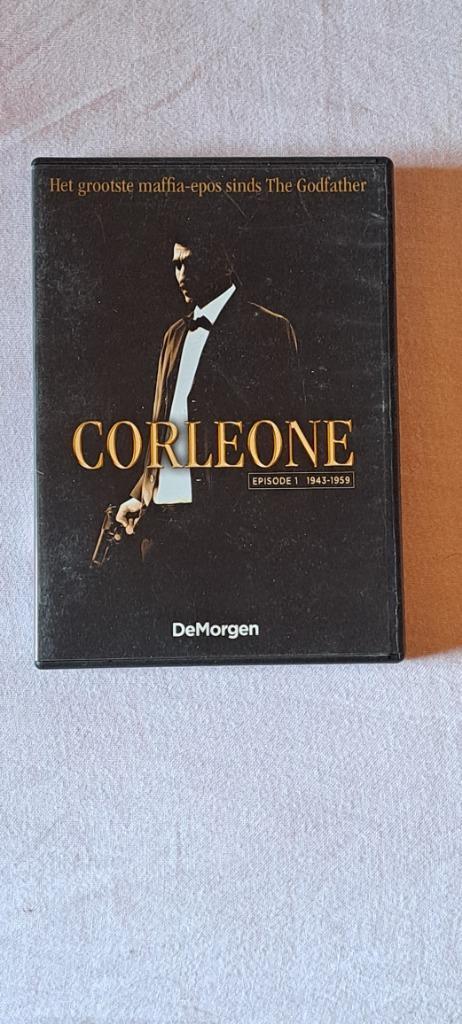 Het grootste maffia-epos sinds The Godfather
CORLEONE
EPISODE 1 1943-1959
DeMorgen